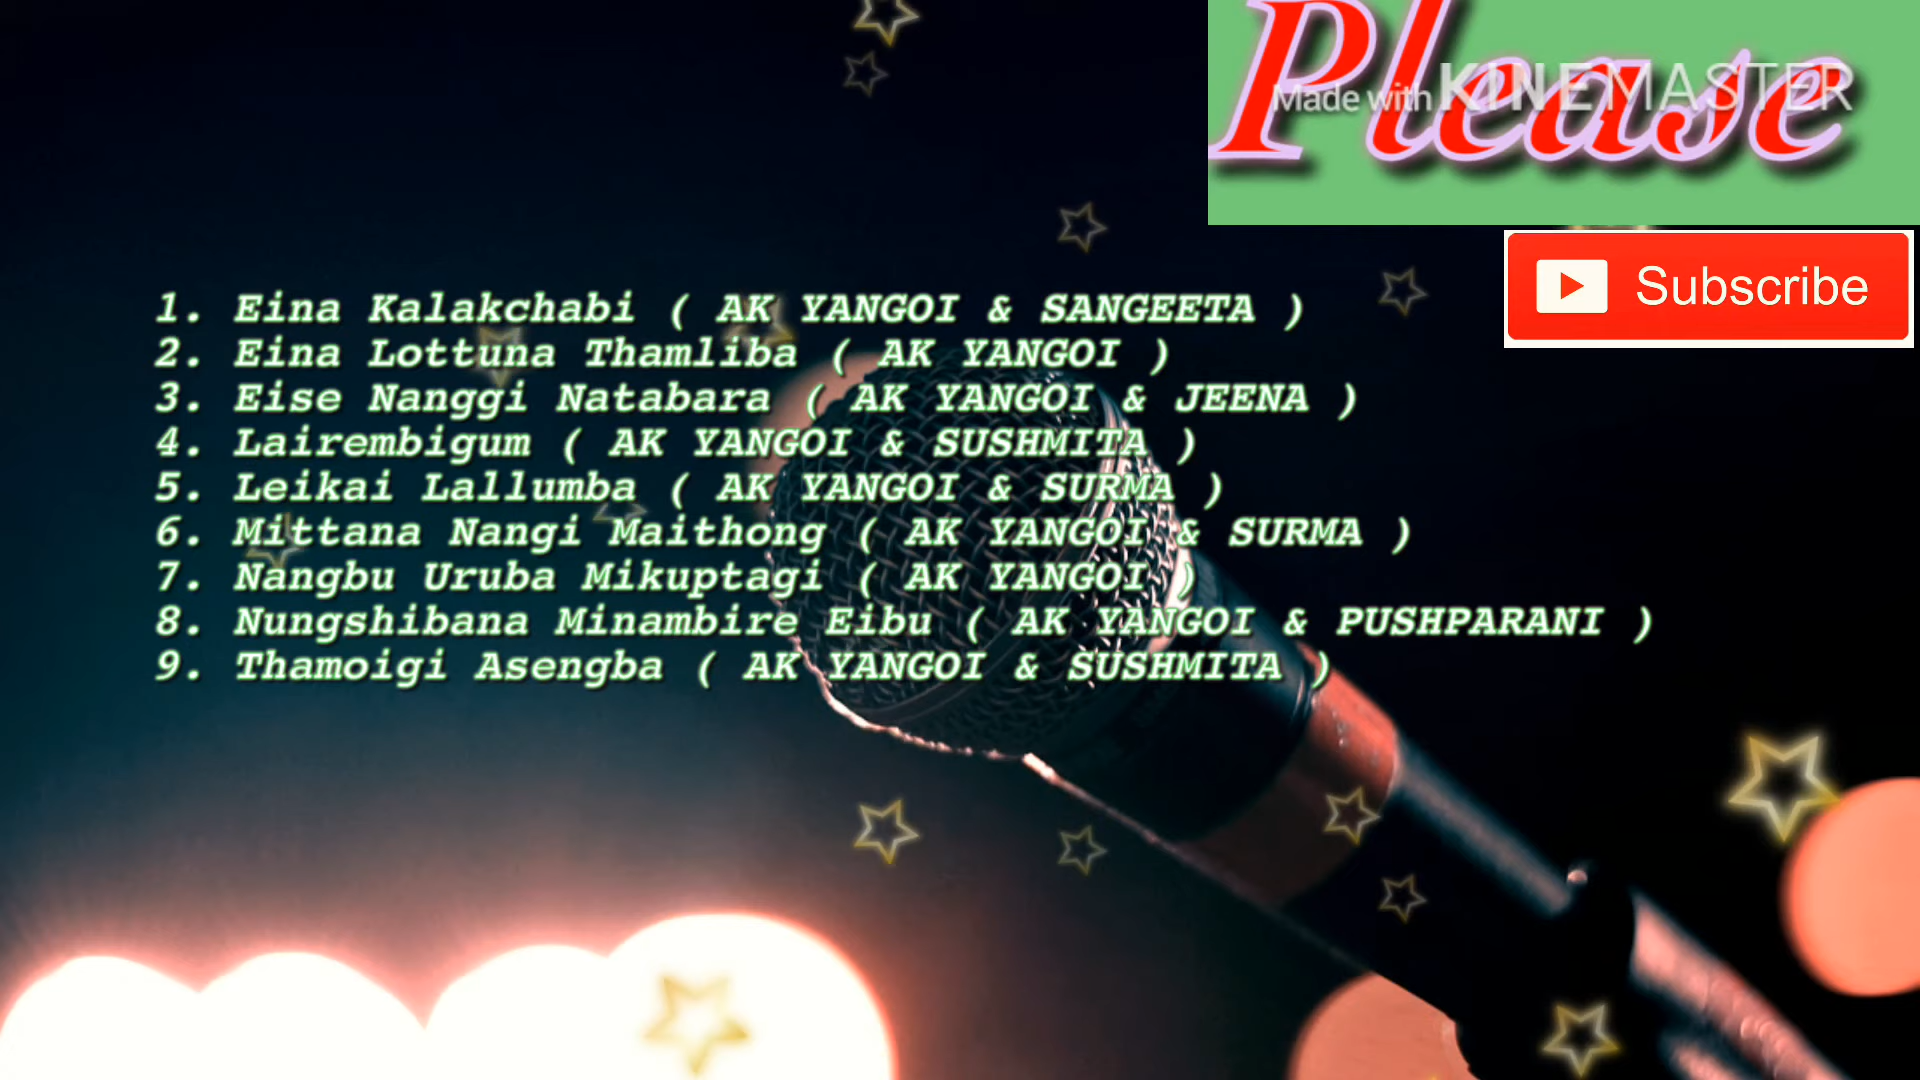 Please
Made with KINEMASTER
Subscribe
1. Eina Kalakchabi ( AK YANGOI & SANGEETA )
2. Eina Lottuna Thamliba ( AK YANGOI )
3. Eise Nanggi Natabara ( AK YANGOI & JEENA )
4. Lairembigum ( AK YANGOI & SUSHMITA )
5. Leikai Lallumba ( AK YANGOI & SURMA )
6. Mittana Nangi Maithong ( AK YANGOI & SURMA )
7. Nangbu Uruba Mikuptagi ( AK YANGOI )
8. Nungshibana Minambire Eibu ( AK YANGOI & PUSHPARANI )
9. Thamoigi Asengba ( AK YANGOI & SUSHMITA )